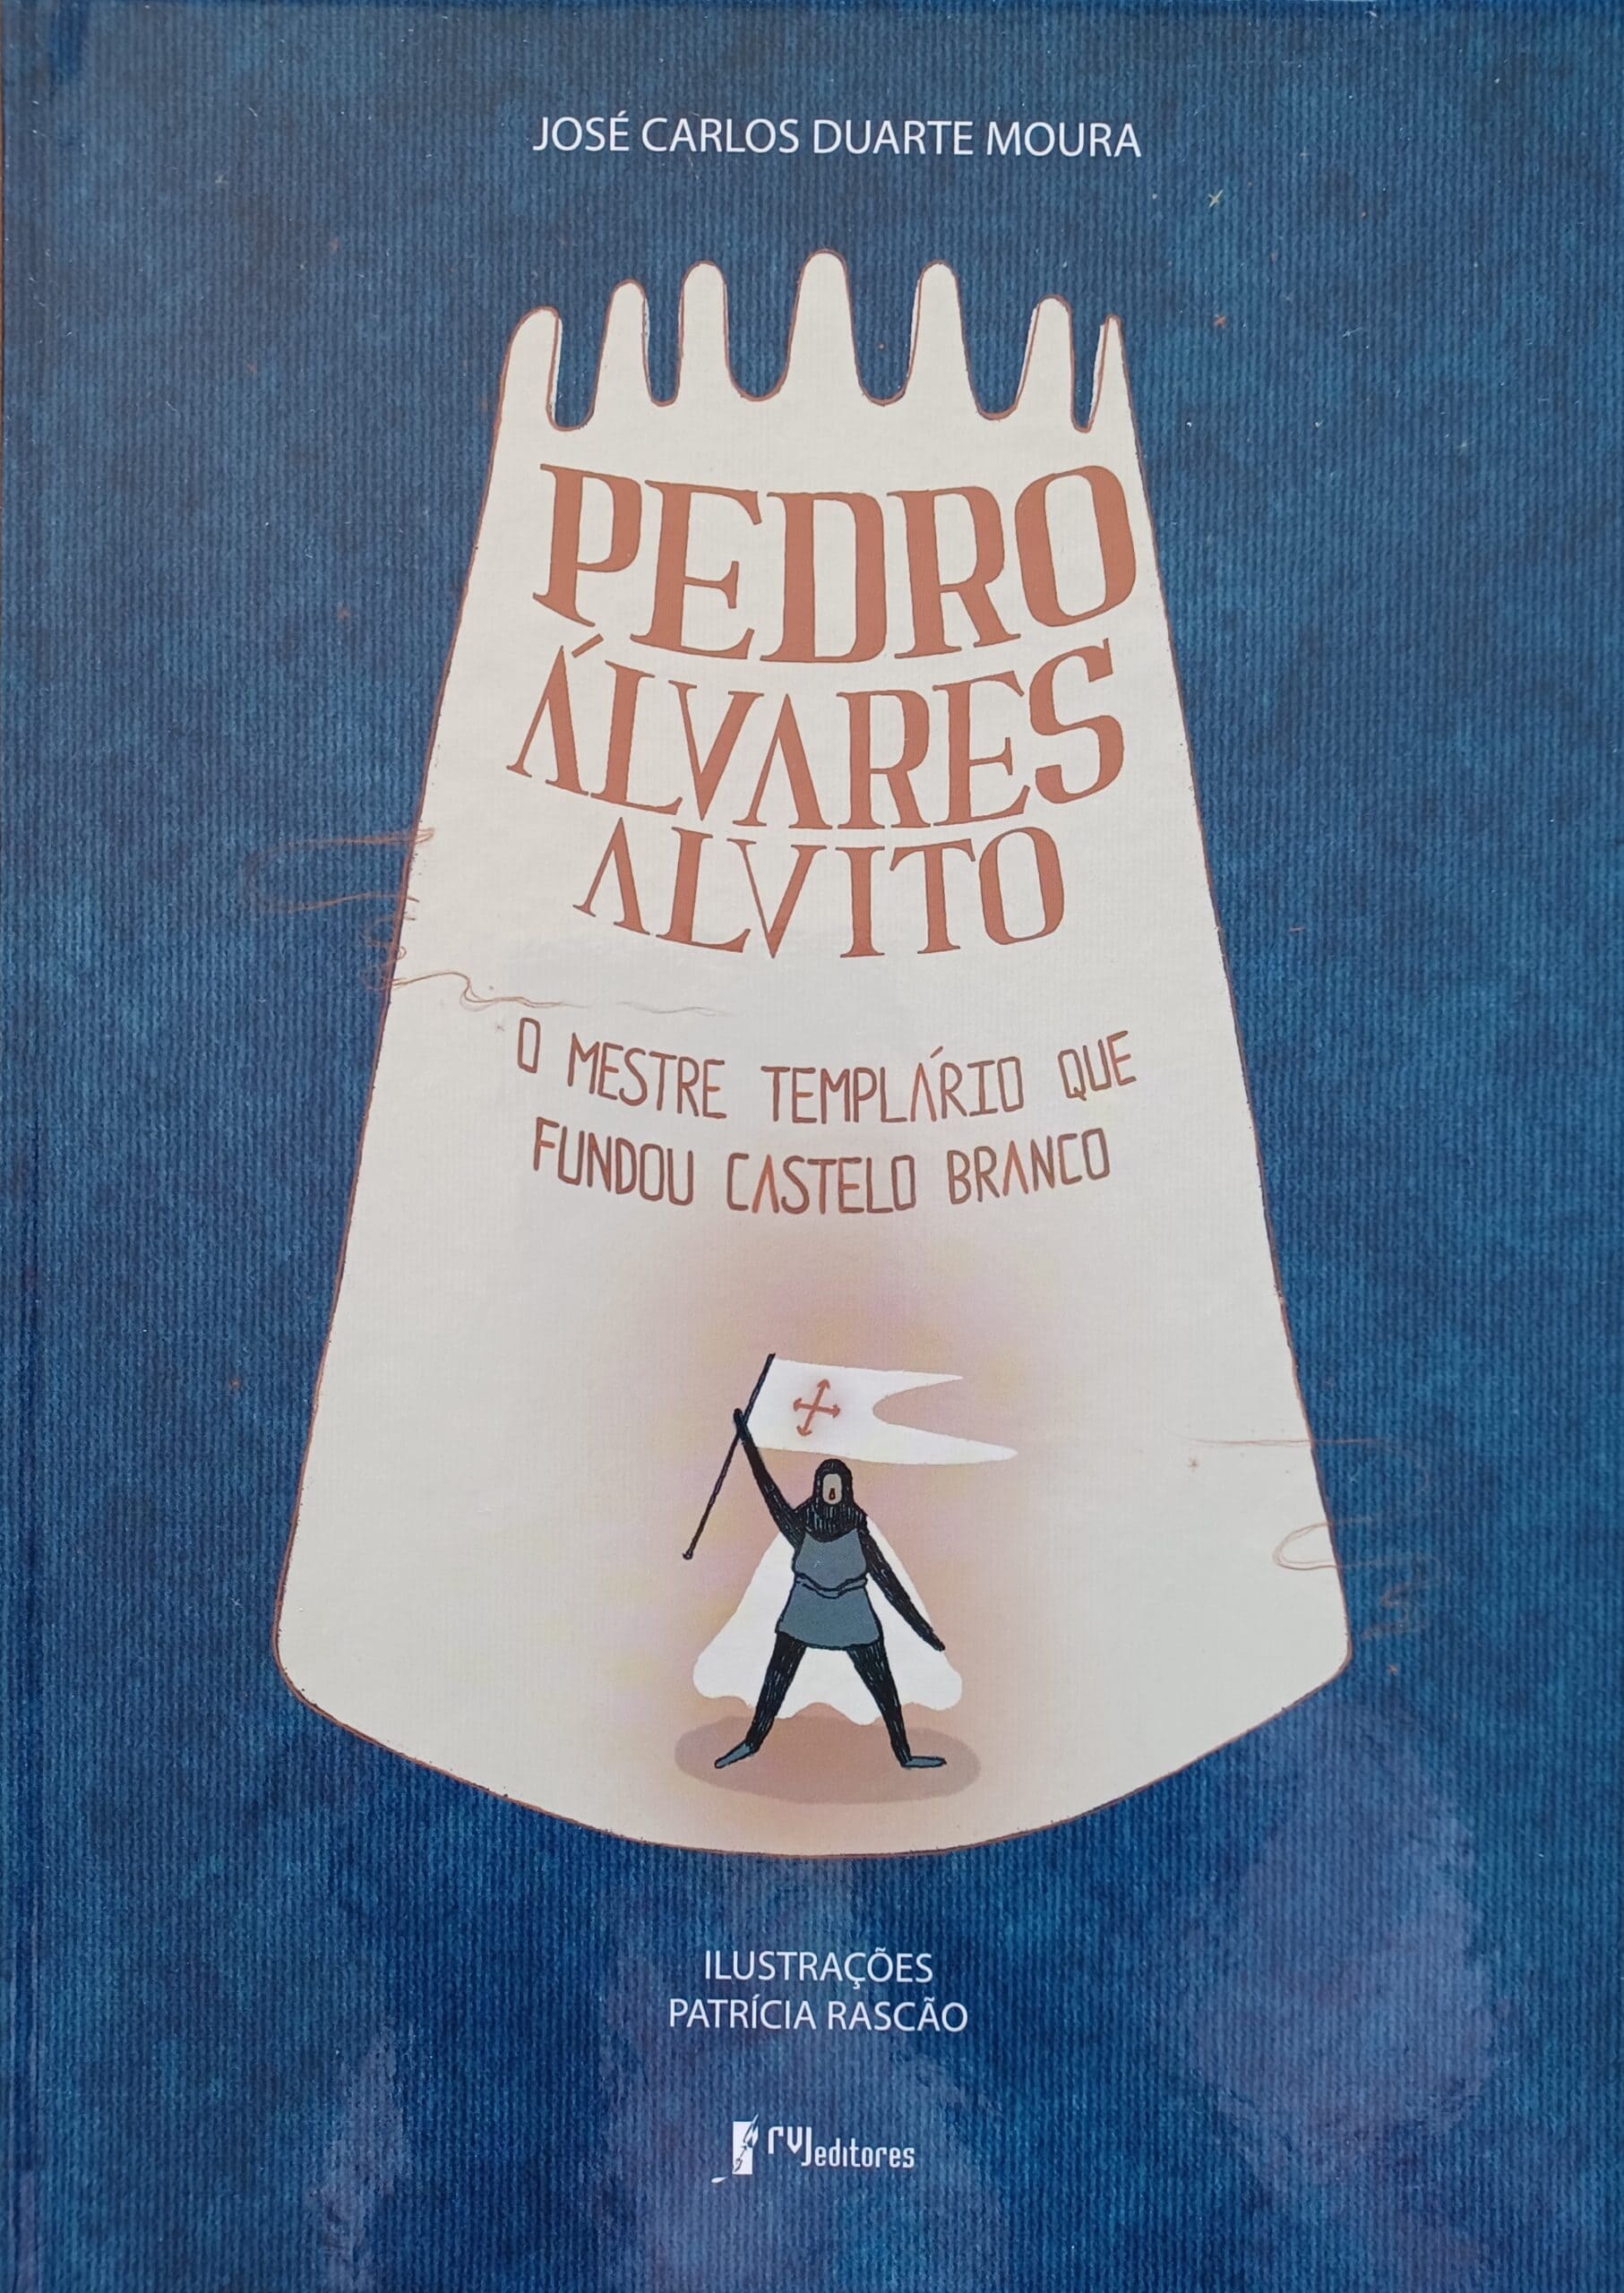 JOSÉ CARLOS DUARTE MOURA
PEDRO
ÁLVARES
ALVITO
O MESTRE TEMPLÁRIO QUE
FUNDOU CASTELO BRANCO
ILUSTRAÇÕES
PATRÍCIA RASCÃO
rvJeditores